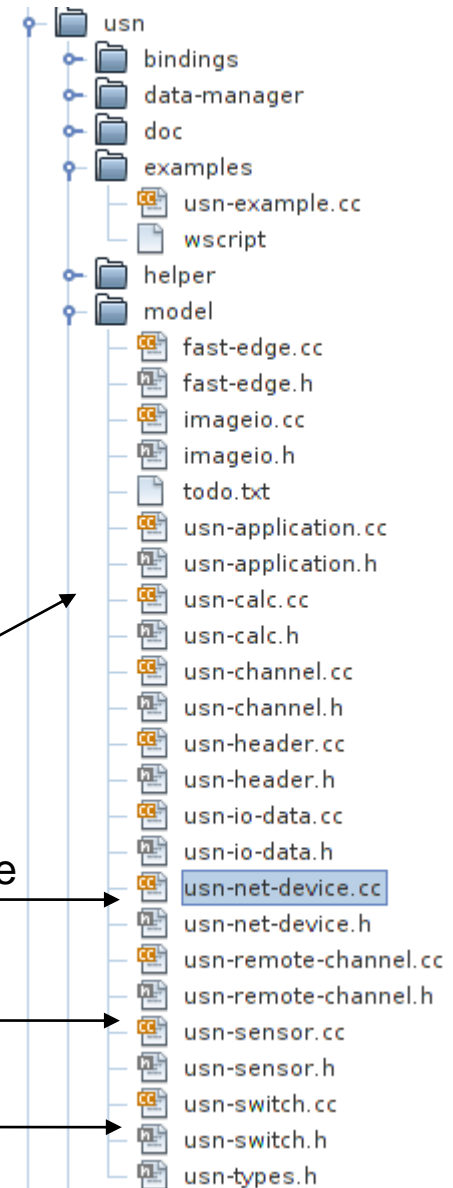 usn
bindings
data-manager
doc
examples
usn-example.cc
wscript
helper
model
fast-edge.cc
fast-edge.h
imageio.cc
imageio.h
todo.txt
usn-application.cc
usn-application.h
usn-calc.cc
usn-calc.h
usn-channel.cc
usn-channel.h
usn-header.cc
usn-header.h
usn-io-data.cc
usn-io-data.h
e
usn-net-device.cc
usn-net-device.h
usn-remote-channel.cc
usn-remote-channel.h
usn-sensor.cc
usn-sensor.h
usn-switch.cc
usn-switch.h
usn-types.h